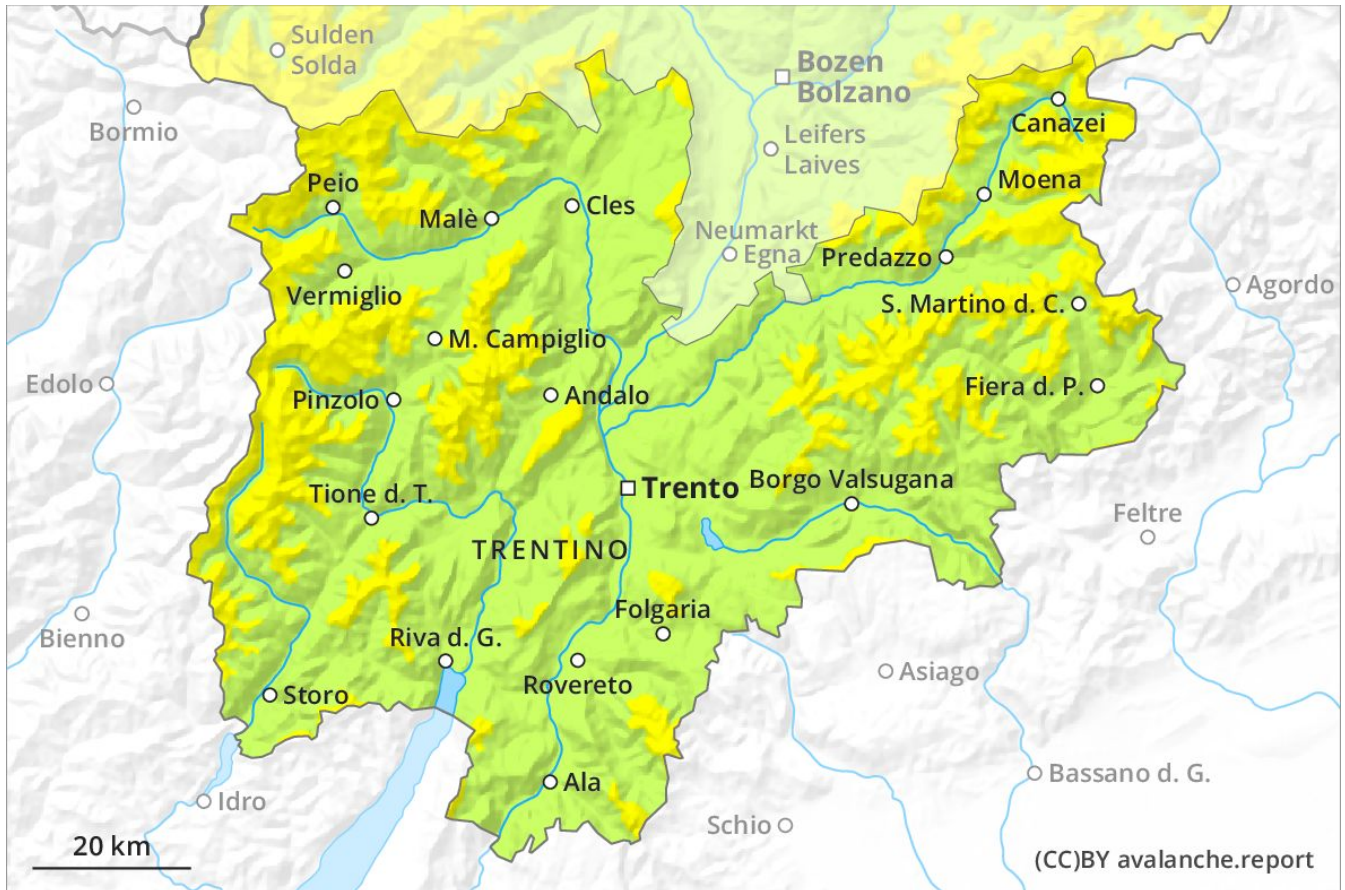 Sulden
Solda
Bozen
Bolzano
Bormio
Canazei
Leifers
Laives
Peio
Moena
Malè
Cles
Neumarkt
Egna
Predazzo
Vermiglio
Agordo
S. Martino d. C.
M. Campiglio
Edolo
Pinzolo
Andalo
Fiera d. P.
Tione d. T.
Trento
Borgo Valsugana
Feltre
TRENTINO
Folgaria
Bienno
Riva d. G.
Asiago
Storo
Rovereto
Bassano d. G.
Ala
Idro
Schio
20 km
(CC)BY avalanche.report